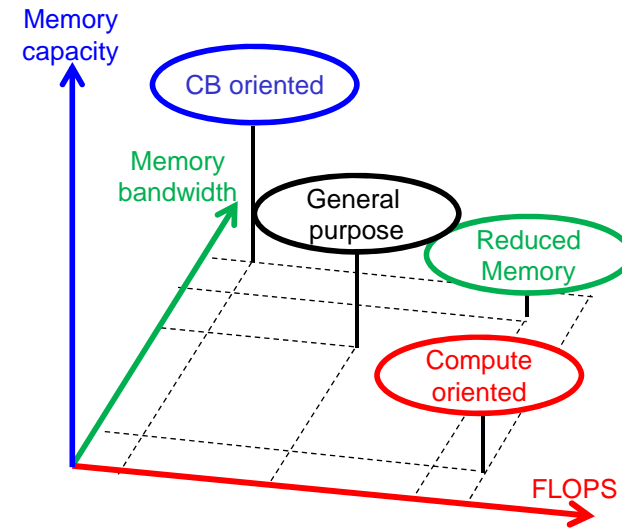 Memory
capacity
CB oriented
Memory
bandwidth
General
purpose
Reduced
Memory
Compute
oriented
FLOPS